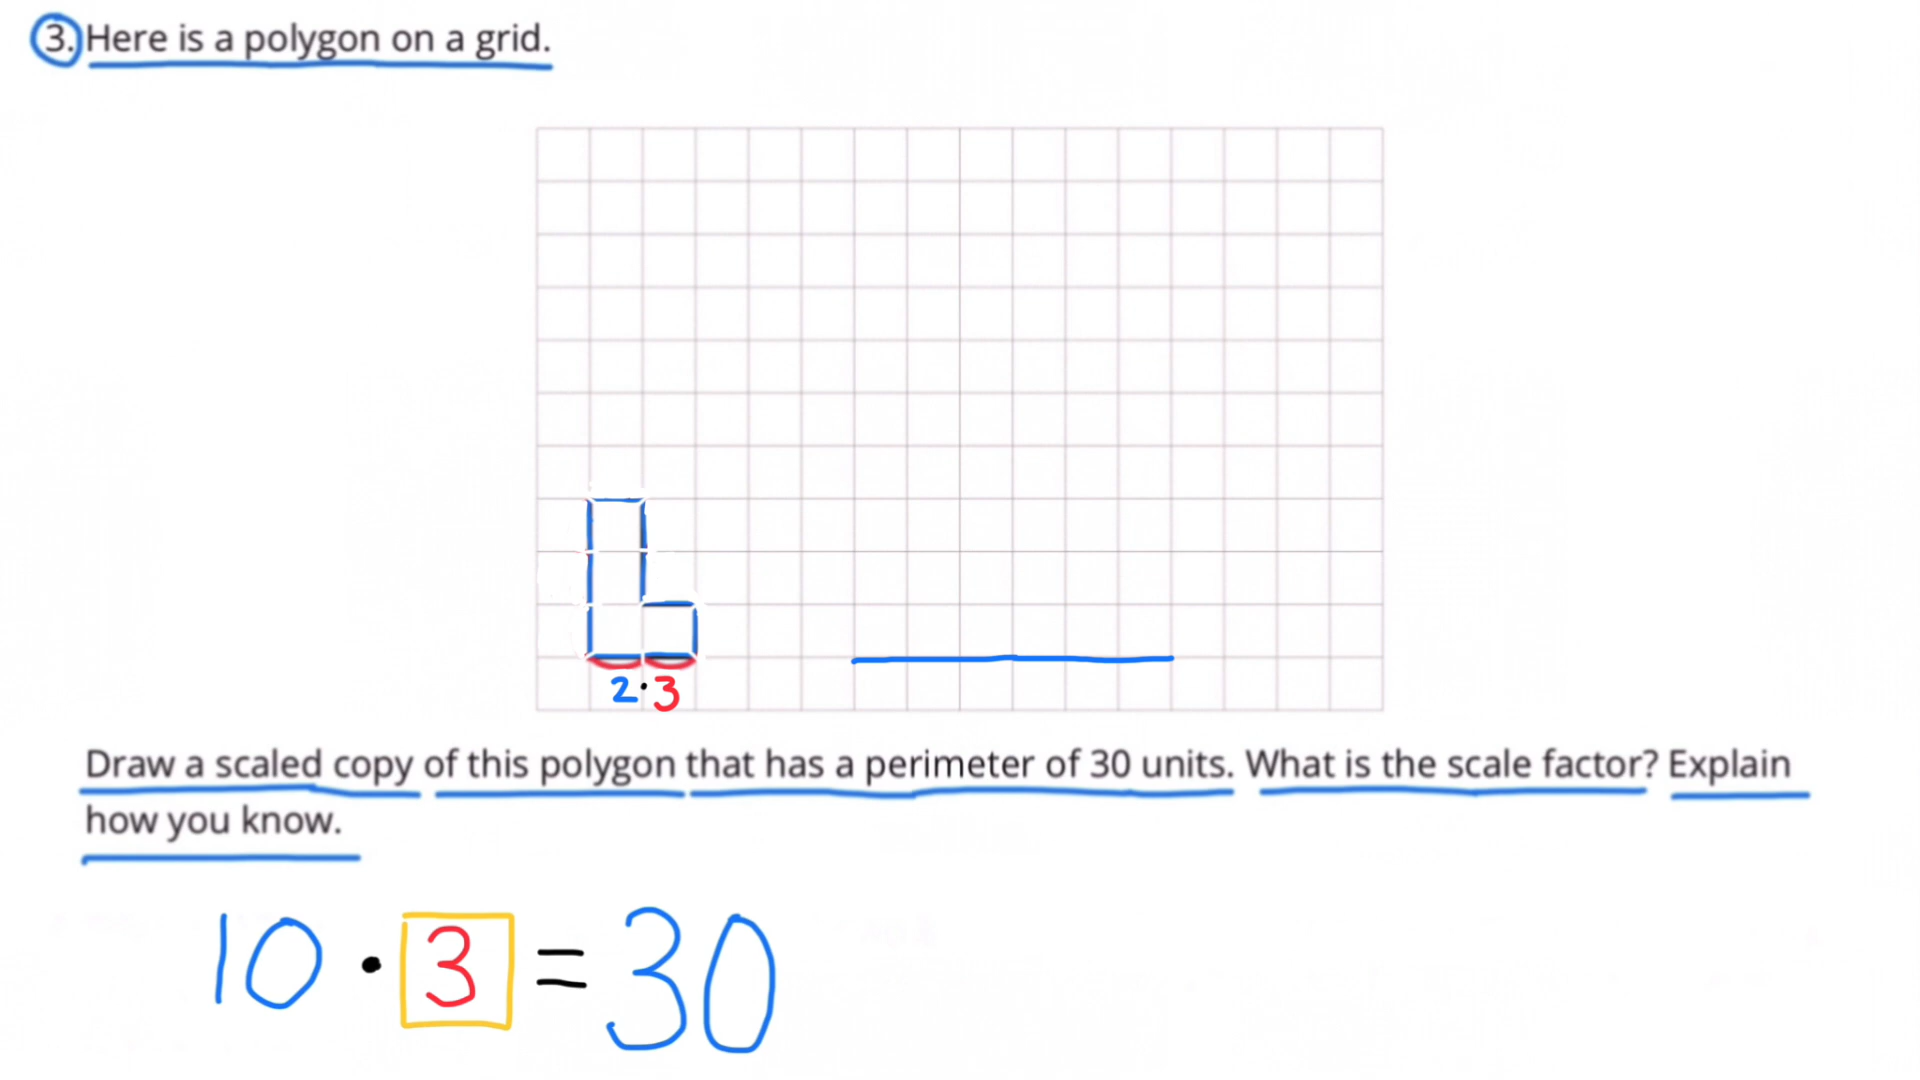 3. Here is a polygon on a grid.
2 · 3
Draw a scaled copy of this polygon that has a perimeter of 30 units. What is the scale factor? Explain
how you know.
10 · 3 = 30